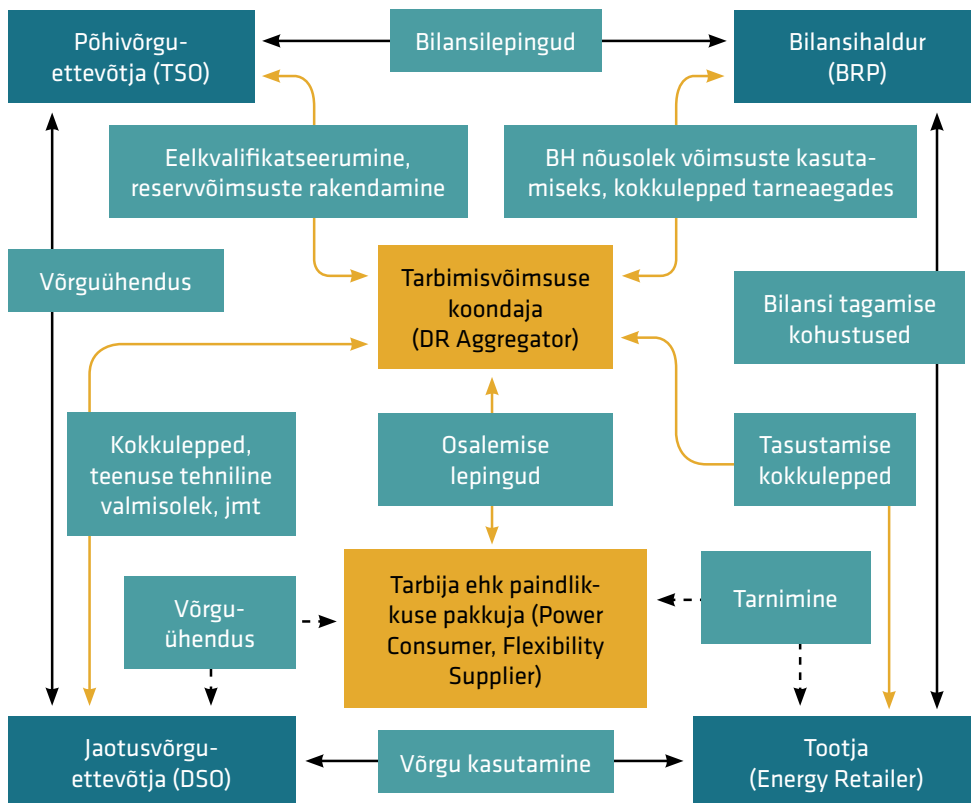 Põhivõrgu-
ettevõtja (TSO)
Bilansilepingud
Bilansihaldur
(BRP)
Eelkvalifikatseerumine,
reservvõimsuste rakendamine
BH nõusolek võimsuste kasuta-
miseks, kokkulepped tarneaegades
Võrguühendus
Tarbimisvõimsuse
koondaja
(DR Aggregator)
Bilansi tagamise
kohustused
Kokkulepped,
teenuse tehniline
valmisolek, jmt
Osalemise
lepingud
Tasustamise
kokkulepped
Võrgu-
ühendus
Tarbija ehk paindlik-
kuse pakkuja (Power
Consumer, Flexibility
Supplier)
Tarnimine
Jaotusvõrgu-
ettevõtja (DSO)
Võrgu kasutamine
Tootja
(Energy Retailer)